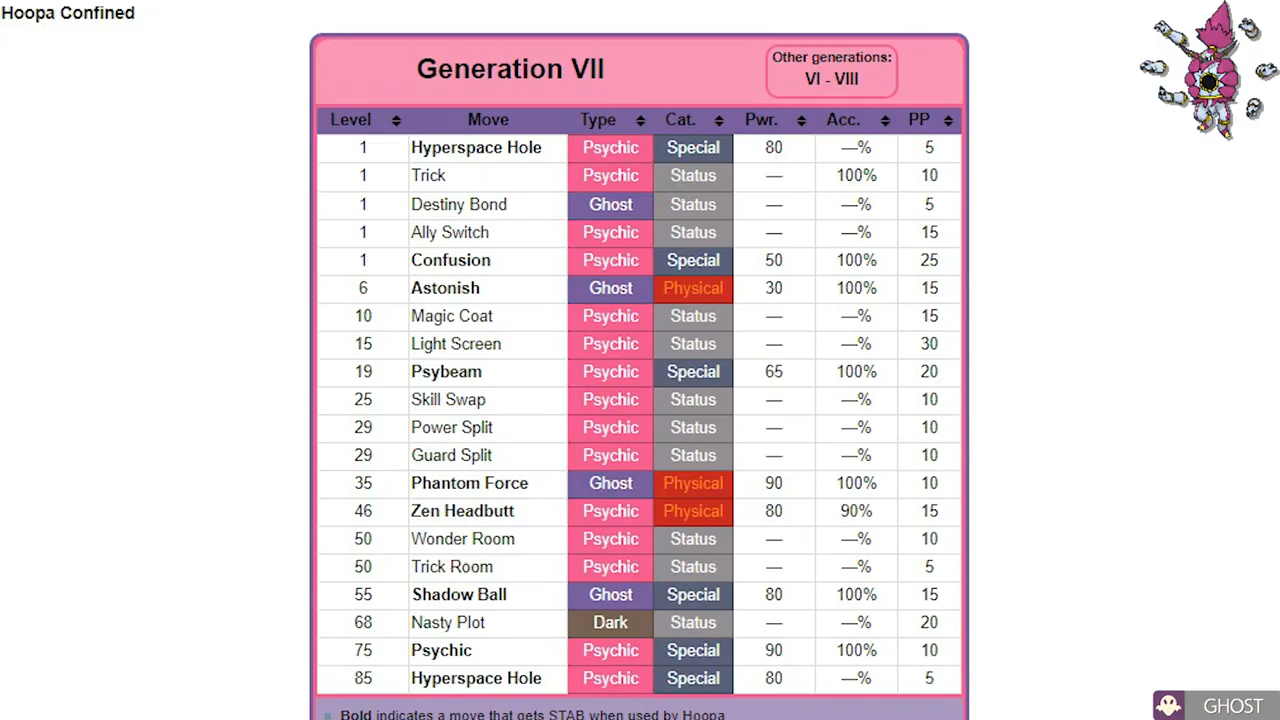 Hoopa Confined
Generation VII
Other generations:
VI - VIII
Level Move Type Cat. Pwr. Acc. PP
1 Hyperspace Hole Psychic Special 80 —% 5
1 Trick Psychic Status — 100% 10
1 Destiny Bond Ghost Status — —% 5
1 Ally Switch Psychic Status — —% 15
1 Confusion Psychic Special 50 100% 25
6 Astonish Ghost Physical 30 100% 15
10 Magic Coat Psychic Status — —% 15
15 Light Screen Psychic Status — —% 30
19 Psybeam Psychic Special 65 100% 20
25 Skill Swap Psychic Status — —% 10
29 Power Split Psychic Status — —% 10
29 Guard Split Psychic Status — —% 10
35 Phantom Force Ghost Physical 90 100% 10
46 Zen Headbutt Psychic Physical 80 90% 15
50 Wonder Room Psychic Status — —% 10
50 Trick Room Psychic Status — —% 5
55 Shadow Ball Ghost Special 80 100% 15
68 Nasty Plot Dark Status — —% 20
75 Psychic Psychic Special 90 100% 10
85 Hyperspace Hole Psychic Special 80 —% 5
Bold indicates a move that gets STAB when used by Hoopa
GHOST